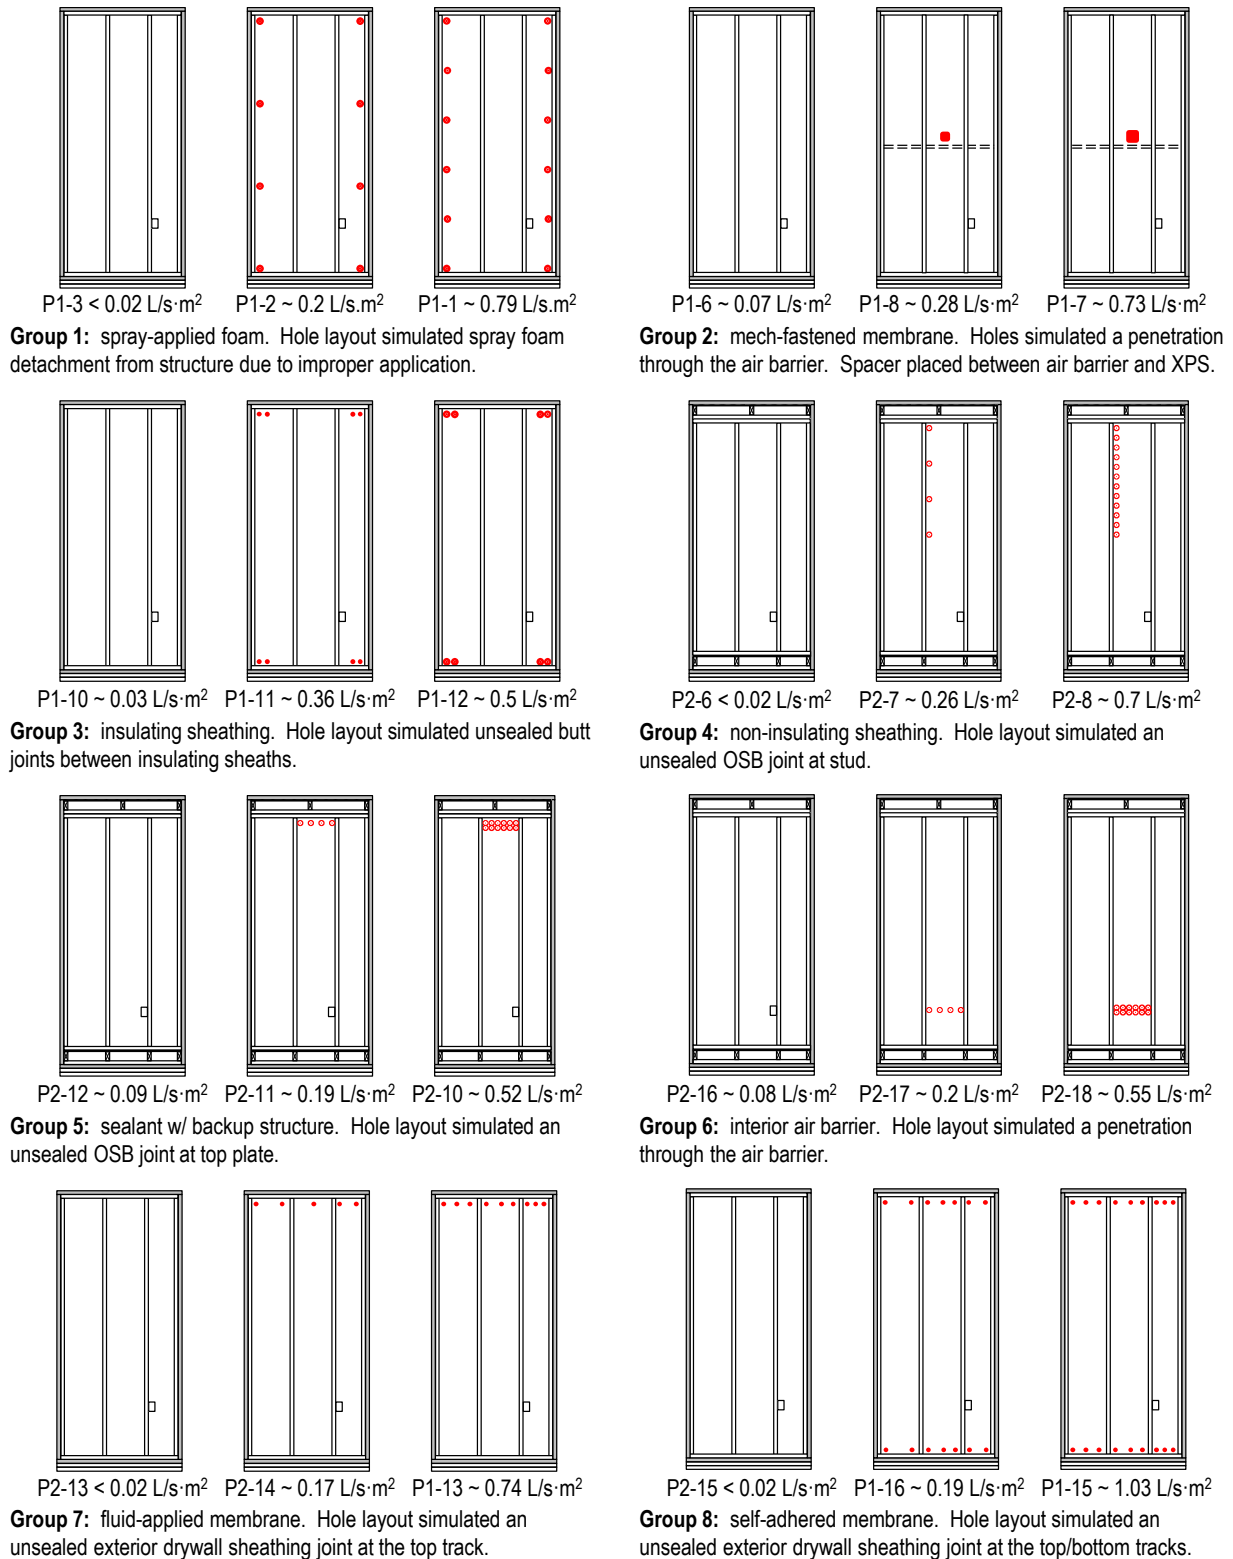 P1-3 < 0.02 L/s·m²
P1-2 ~ 0.2 L/s.m²
P1-1 ~ 0.79 L/s.m²
Group 1: spray-applied foam. Hole layout simulated spray foam
detachment from structure due to improper application.
P1-6 ~ 0.07 L/s·m²
P1-8 ~ 0.28 L/s·m²
P1-7 ~ 0.73 L/s·m²
Group 2: mech-fastened membrane. Holes simulated a penetration
through the air barrier. Spacer placed between air barrier and XPS.
P1-10 ~ 0.03 L/s·m²
P1-11 ~ 0.36 L/s·m²
P1-12 ~ 0.5 L/s·m²
Group 3: insulating sheathing. Hole layout simulated unsealed butt
joints between insulating sheaths.
P2-6 < 0.02 L/s·m²
P2-7 ~ 0.26 L/s·m²
P2-8 ~ 0.7 L/s·m²
Group 4: non-insulating sheathing. Hole layout simulated an
unsealed OSB joint at stud.
P2-12 ~ 0.09 L/s·m²
P2-11 ~ 0.19 L/s·m²
P2-10 ~ 0.52 L/s·m²
Group 5: sealant w/ backup structure. Hole layout simulated an
unsealed OSB joint at top plate.
P2-16 ~ 0.08 L/s·m²
P2-17 ~ 0.2 L/s·m²
P2-18 ~ 0.55 L/s·m²
Group 6: interior air barrier. Hole layout simulated a penetration
through the air barrier.
P2-13 < 0.02 L/s·m²
P2-14 ~ 0.17 L/s·m²
P1-13 ~ 0.74 L/s·m²
Group 7: fluid-applied membrane. Hole layout simulated an
unsealed exterior drywall sheathing joint at the top track.
P2-15 < 0.02 L/s·m²
P1-16 ~ 0.19 L/s·m²
P1-15 ~ 1.03 L/s·m²
Group 8: self-adhered membrane. Hole layout simulated an
unsealed exterior drywall sheathing joint at the top/bottom tracks.